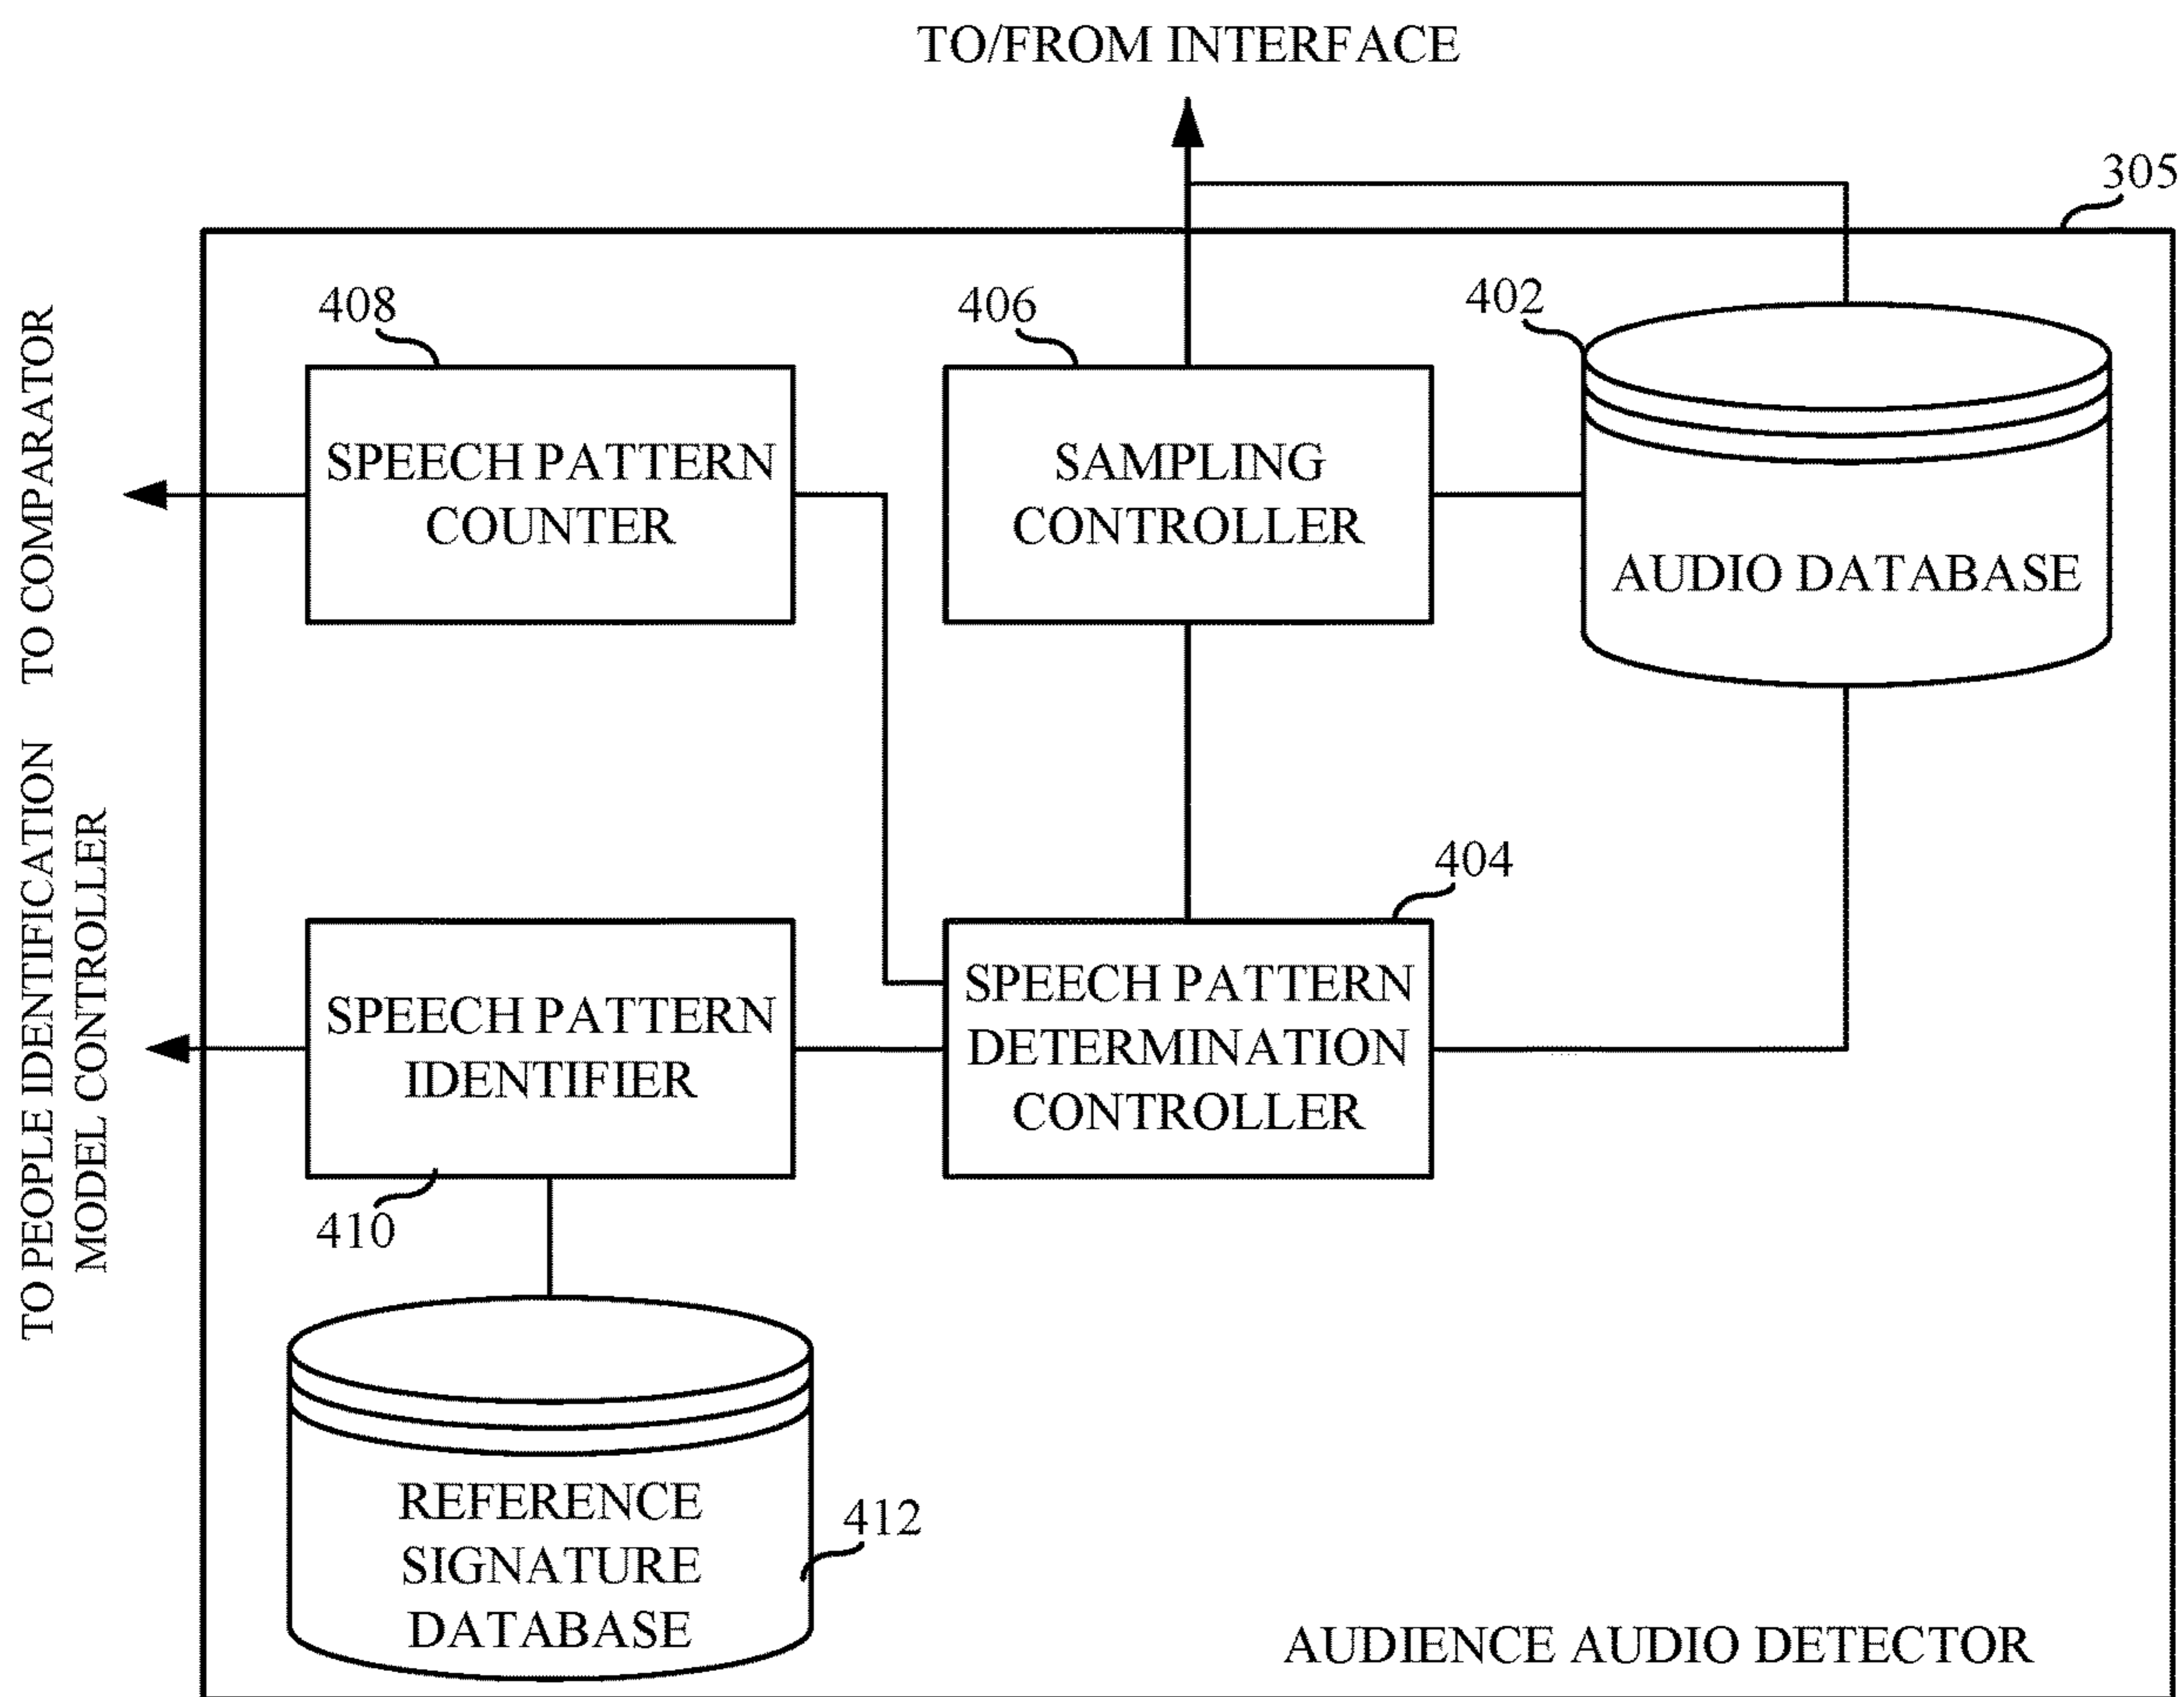 TO/FROM INTERFACE
305
408
406
402
SPEECH PATTERN
COUNTER
SAMPLING
CONTROLLER
AUDIO DATABASE
TO COMPARATOR
404
SPEECH PATTERN
IDENTIFIER
SPEECH PATTERN
DETERMINATION
CONTROLLER
TO PEOPLE IDENTIFICATION
MODEL CONTROLLER
410
REFERENCE
SIGNATURE
DATABASE
412
AUDIENCE AUDIO DETECTOR